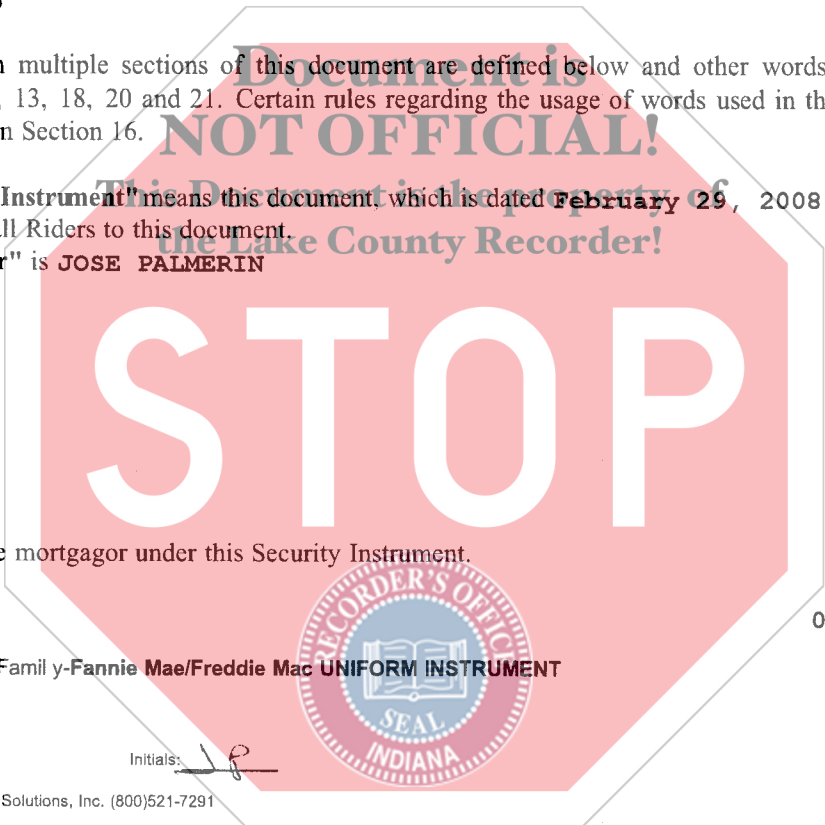 multiple sections of this document are defined below and other words
13, 18, 20 and 21. Certain rules regarding the usage of words used in
Section 16.
Document is
NOT OFFICIAL!
This Document is the property of
the Lake County Recorder!
Instrument" means this document, which is dated February 29, 2008
Riders to this document.
" is JOSE PALMERIN
STOP
mortgagor under this Security Instrument.
RECORDER'S OFFICE
SEAL
INDIANA
Family-Fannie Mae/Freddie Mac UNIFORM INSTRUMENT
Initials: JP
Solutions, Inc. (800)521-7291